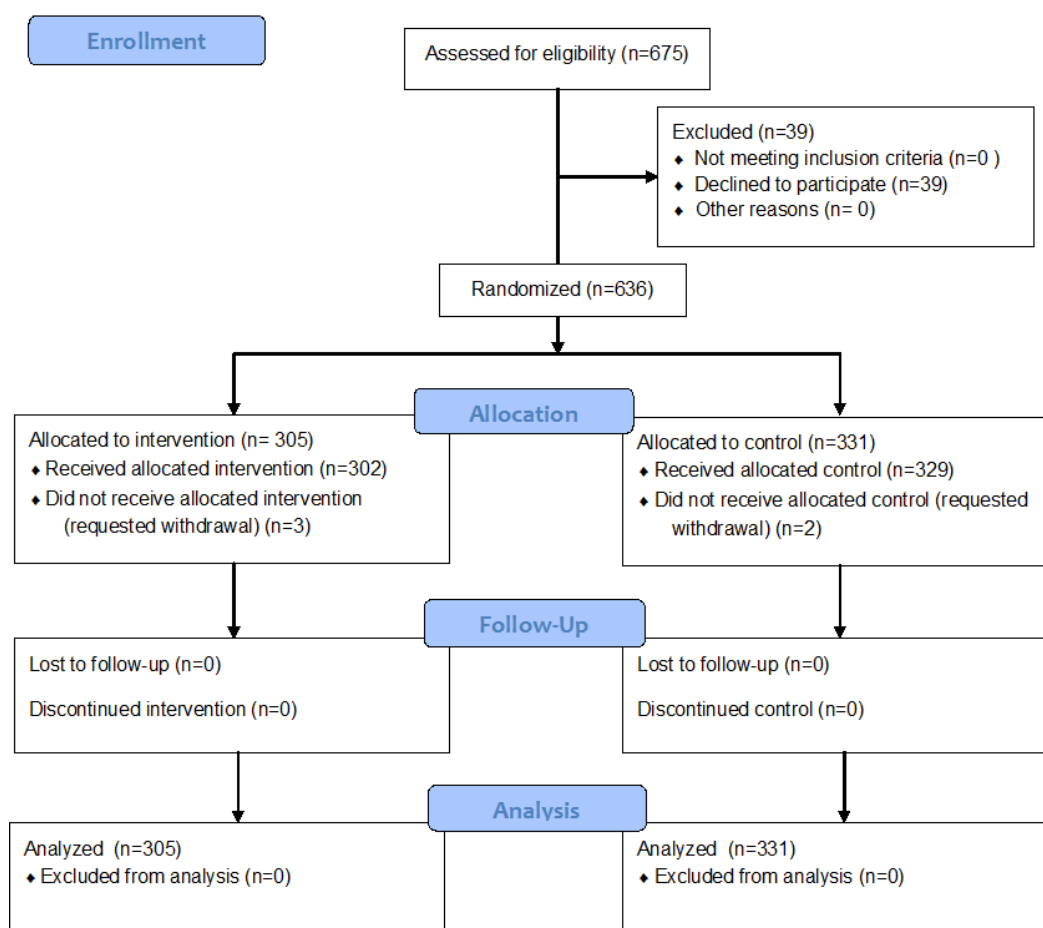 Enrollment
Assessed for eligibility (n=675)
Excluded (n=39)
♦ Not meeting inclusion criteria (n=0 )
♦ Declined to participate (n=39)
♦ Other reasons (n= 0)
Randomized (n=636)
Allocation
Allocated to intervention (n= 305)
♦ Received allocated intervention (n=302)
♦ Did not receive allocated intervention
(requested withdrawal) (n=3)
Allocated to control (n=331)
♦ Received allocated control (n=329)
♦ Did not receive allocated control (requested
withdrawal) (n=2)
Follow-Up
Lost to follow-up (n=0)
Discontinued intervention (n=0)
Lost to follow-up (n=0)
Discontinued control (n=0)
Analysis
Analyzed (n=305)
♦ Excluded from analysis (n=0)
Analyzed (n=331)
♦ Excluded from analysis (n=0)